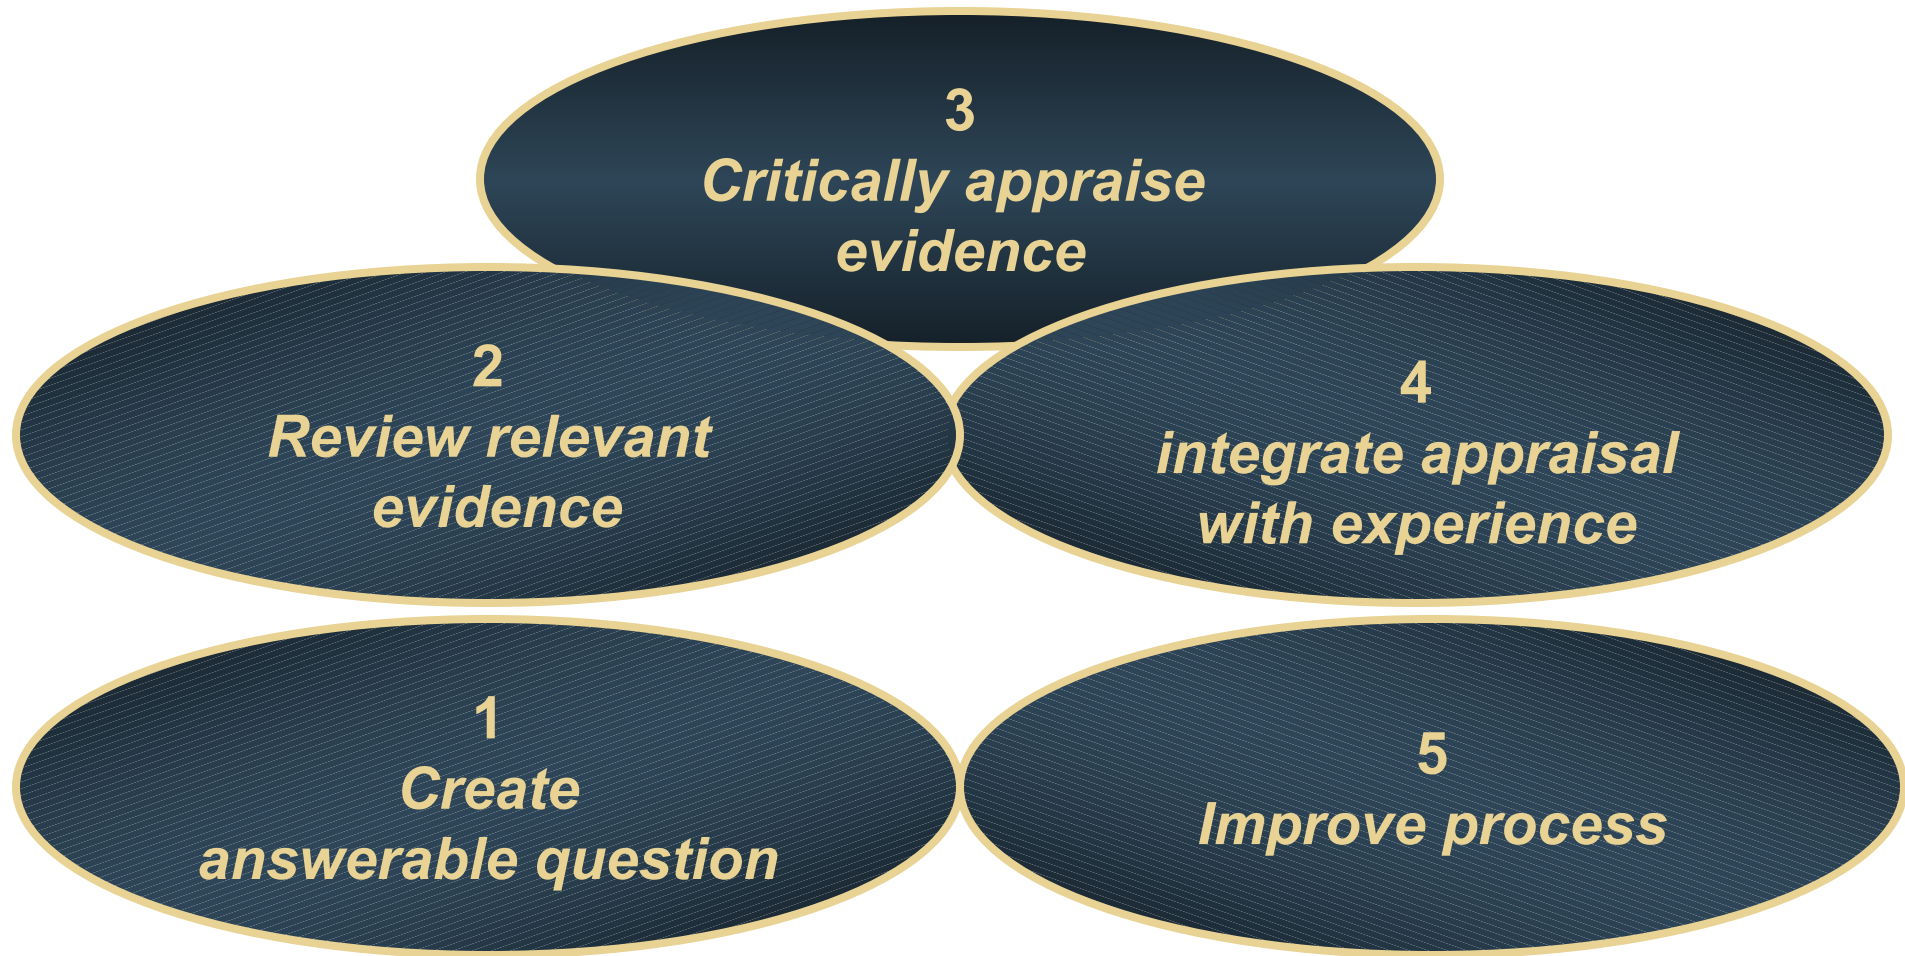 3
Critically appraise
evidence
2
Review relevant
evidence
4
integrate appraisal
with experience
1
Create
answerable question
5
Improve process